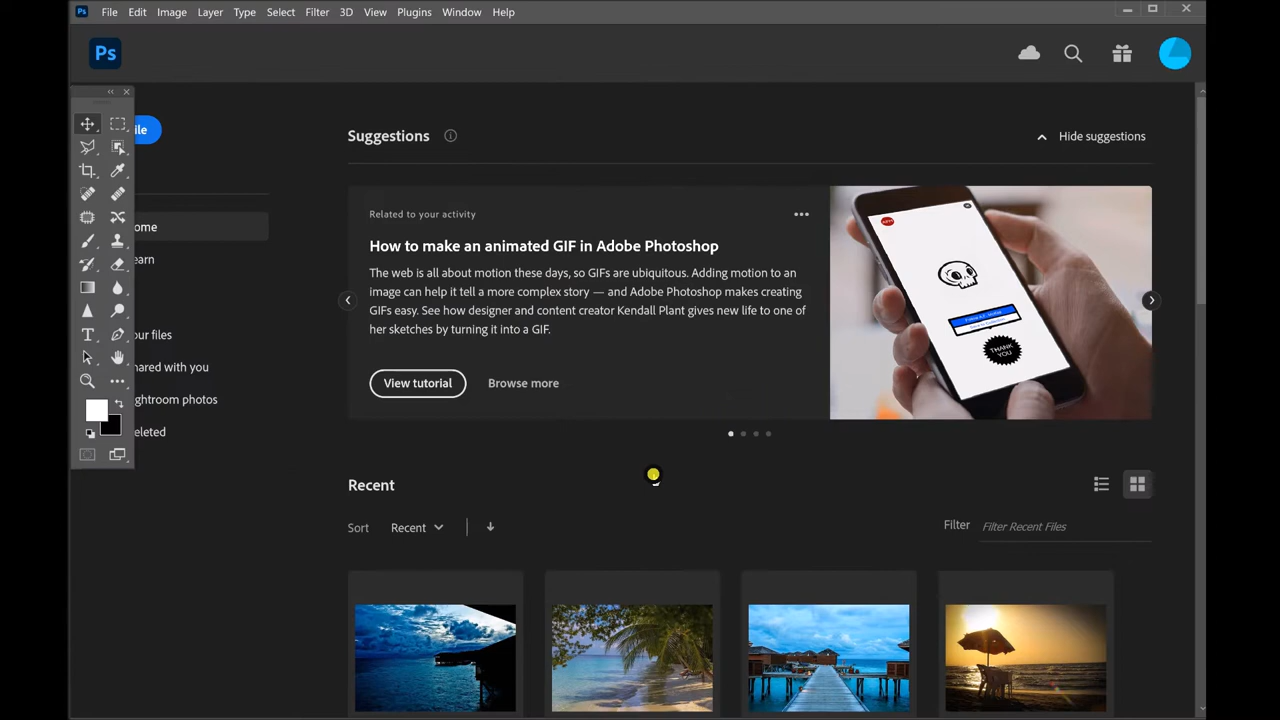 Ps File Edit Image Layer Type Select Filter 3D View Plugins Window Help
Ps
ile
Suggestions
Hide suggestions
Related to your activity
How to make an animated GIF in Adobe Photoshop
The web is all about motion these days, so GIFs are ubiquitous. Adding motion to an
image can help it tell a more complex story — and Adobe Photoshop makes creating
GIFs easy. See how designer and content creator Kendall Plant gives new life to one of
her sketches by turning it into a GIF.
View tutorial Browse more
THANK
YOU
ome
earn
our files
hared with you
ghtroom photos
eleted
Recent
Sort Recent
Filter Filter Recent Files